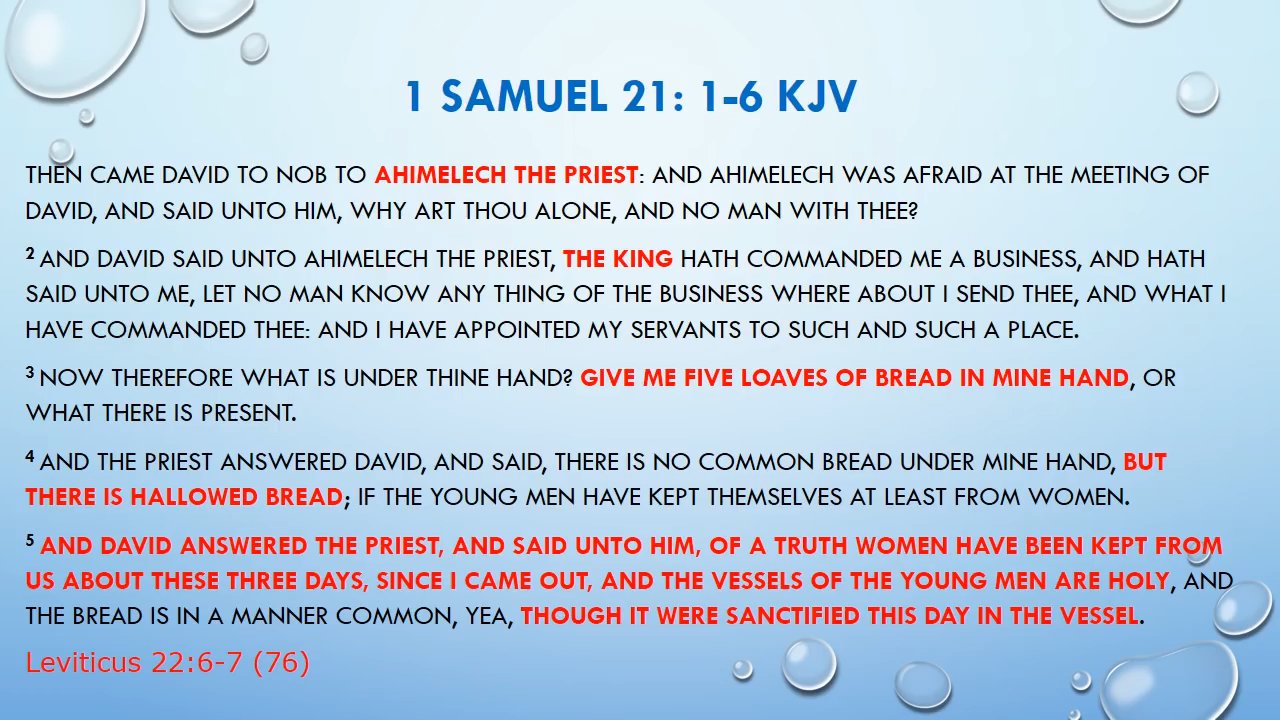 1 SAMUEL 21: 1-6 KJV
THEN CAME DAVID TO NOB TO AHIMELECH THE PRIEST: AND AHIMELECH WAS AFRAID AT THE MEETING OF
DAVID, AND SAID UNTO HIM, WHY ART THOU ALONE, AND NO MAN WITH THEE?
2 AND DAVID SAID UNTO AHIMELECH THE PRIEST, THE KING HATH COMMANDED ME A BUSINESS, AND HATH
SAID UNTO ME, LET NO MAN KNOW ANY THING OF THE BUSINESS WHERE ABOUT I SEND THEE, AND WHAT I
HAVE COMMANDED THEE: AND I HAVE APPOINTED MY SERVANTS TO SUCH AND SUCH A PLACE.
3 NOW THEREFORE WHAT IS UNDER THINE HAND? GIVE ME FIVE LOAVES OF BREAD IN MINE HAND, OR
WHAT THERE IS PRESENT.
4 AND THE PRIEST ANSWERED DAVID, AND SAID, THERE IS NO COMMON BREAD UNDER MINE HAND, BUT
THERE IS HALLOWED BREAD; IF THE YOUNG MEN HAVE KEPT THEMSELVES AT LEAST FROM WOMEN.
5 AND DAVID ANSWERED THE PRIEST, AND SAID UNTO HIM, OF A TRUTH WOMEN HAVE BEEN KEPT FROM
US ABOUT THESE THREE DAYS, SINCE I CAME OUT, AND THE VESSELS OF THE YOUNG MEN ARE HOLY, AND
THE BREAD IS IN A MANNER COMMON, YEA, THOUGH IT WERE SANCTIFIED THIS DAY IN THE VESSEL.
Leviticus 22:6-7 (76)